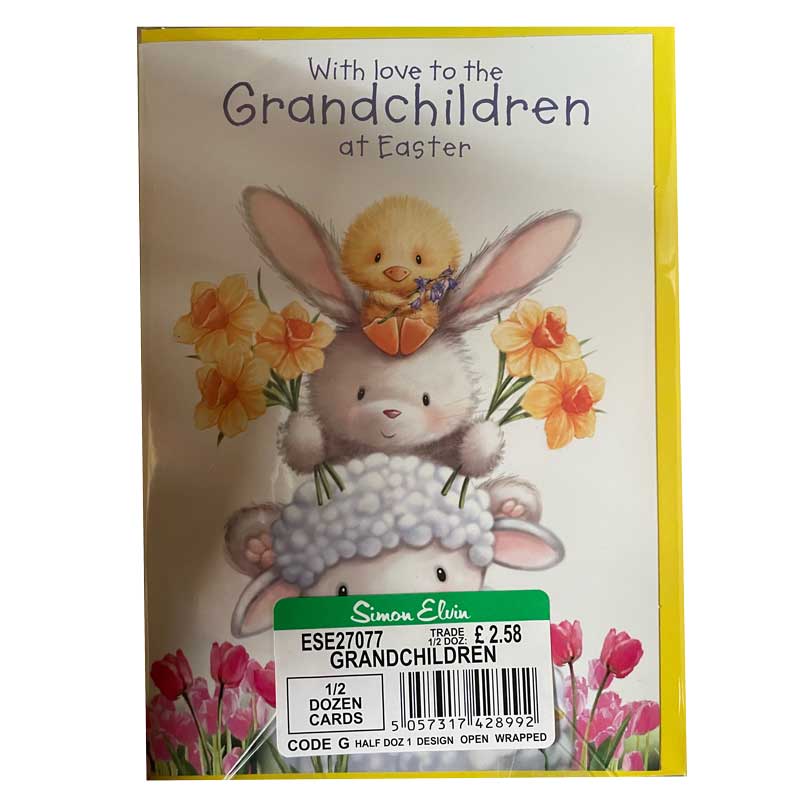 With love to the
Grandchildren
at Easter
Simon Elvin
ESE27077 TRADE 1/2 DOZ: £ 2.58
GRANDCHILDREN
1/2
DOZEN
CARDS
5 057317 428992
CODE G HALF DOZ 1 DESIGN OPEN WRAPPED